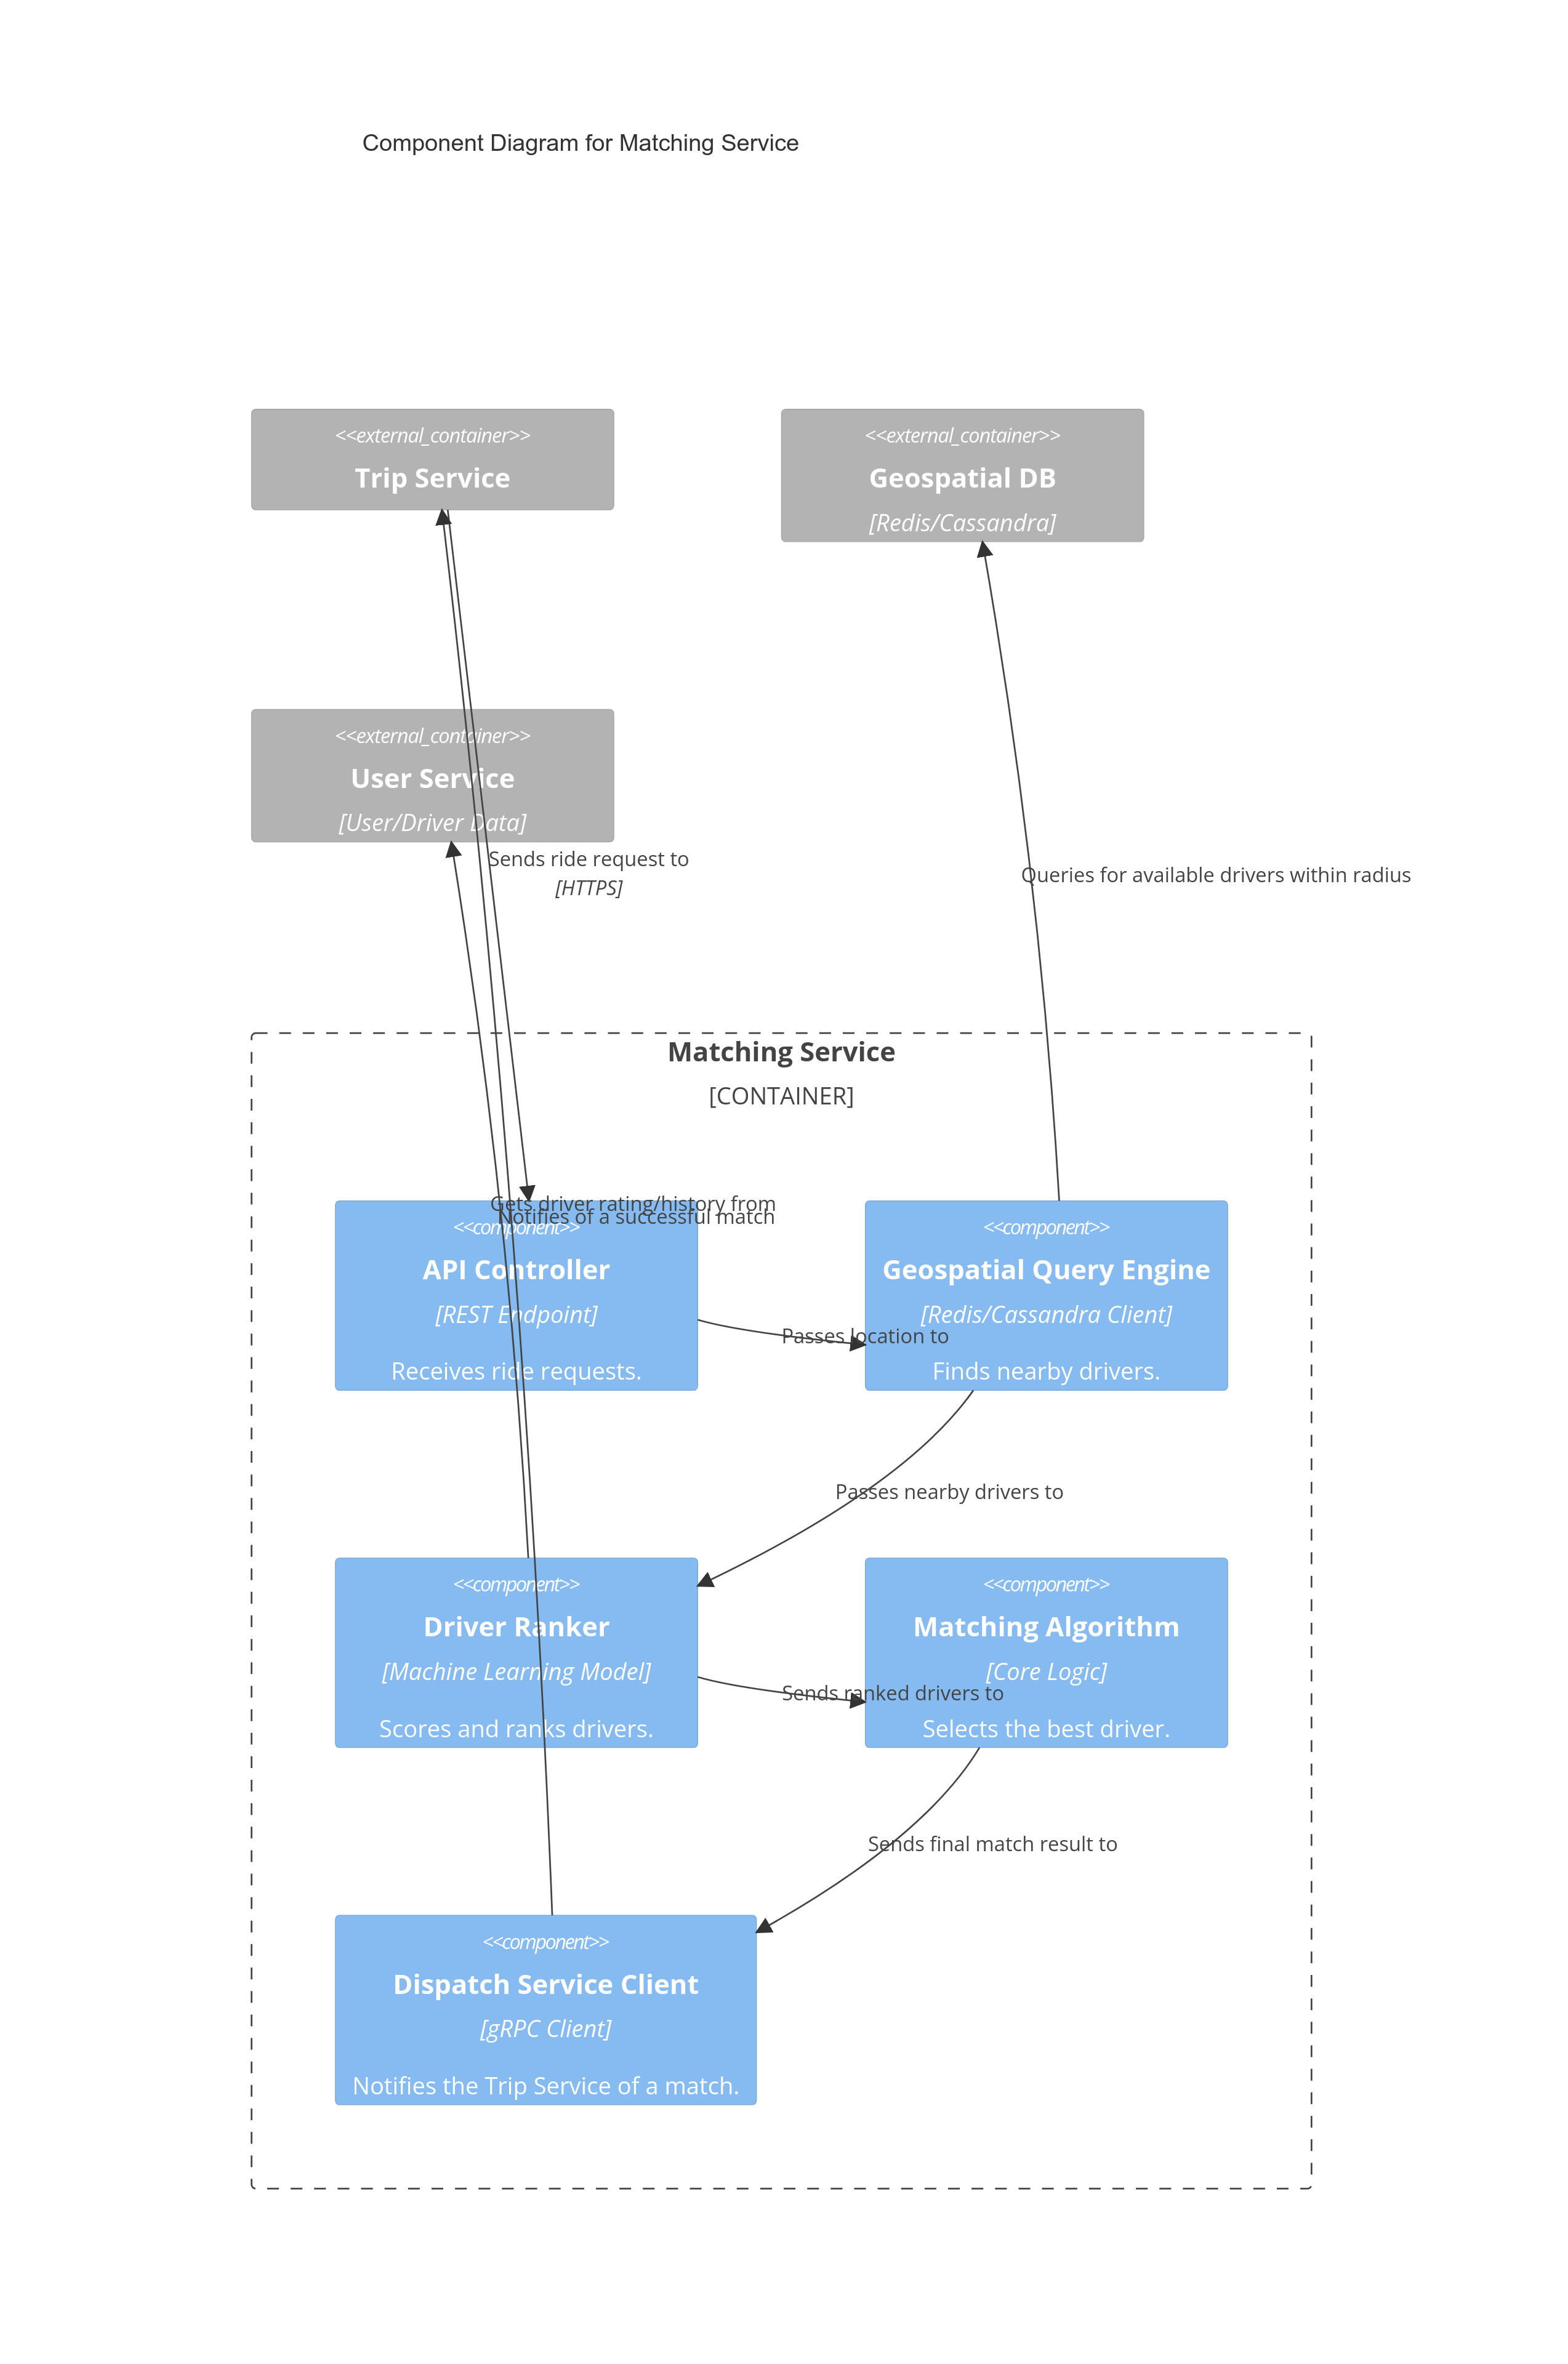 Component Diagram for Matching Service
<<external_container>>
Trip Service
<<external_container>>
Geospatial DB
[Redis/Cassandra]
<<external_container>>
User Service
[User/Driver Data]
Sends ride request to
[HTTPS]
Queries for available drivers within radius
Matching Service
[CONTAINER]
Gets driver rating/history from
Notifies of a successful match
<<component>>
API Controller
[REST Endpoint]
Receives ride requests.
Passes location to
<<component>>
Geospatial Query Engine
[Redis/Cassandra Client]
Finds nearby drivers.
Passes nearby drivers to
<<component>>
Driver Ranker
[Machine Learning Model]
Scores and ranks drivers.
Sends ranked drivers to
<<component>>
Matching Algorithm
[Core Logic]
Selects the best driver.
Sends final match result to
<<component>>
Dispatch Service Client
[gRPC Client]
Notifies the Trip Service of a match.